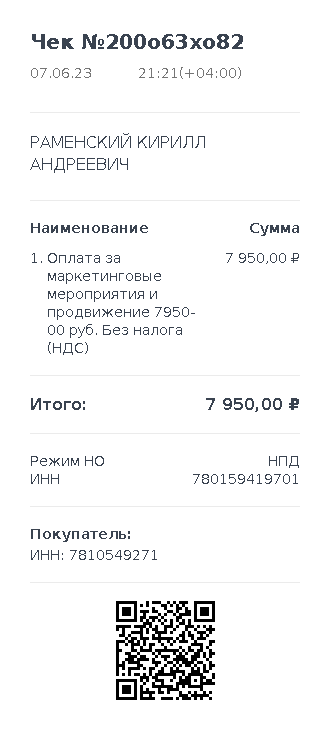 Чек №200o63xo82
07.06.23 21:21(+04:00)
РАМЕНСКИЙ КИРИЛЛ
АНДРЕЕВИЧ
Наименование Сумма
1. Оплата за 7 950,00 ₽
маркетинговые
мероприятия и
продвижение 7950-
00 руб. Без налога
(НДС)
Итого: 7 950,00 ₽
Режим НО НПД
ИНН 780159419701
Покупатель:
ИНН: 7810549271